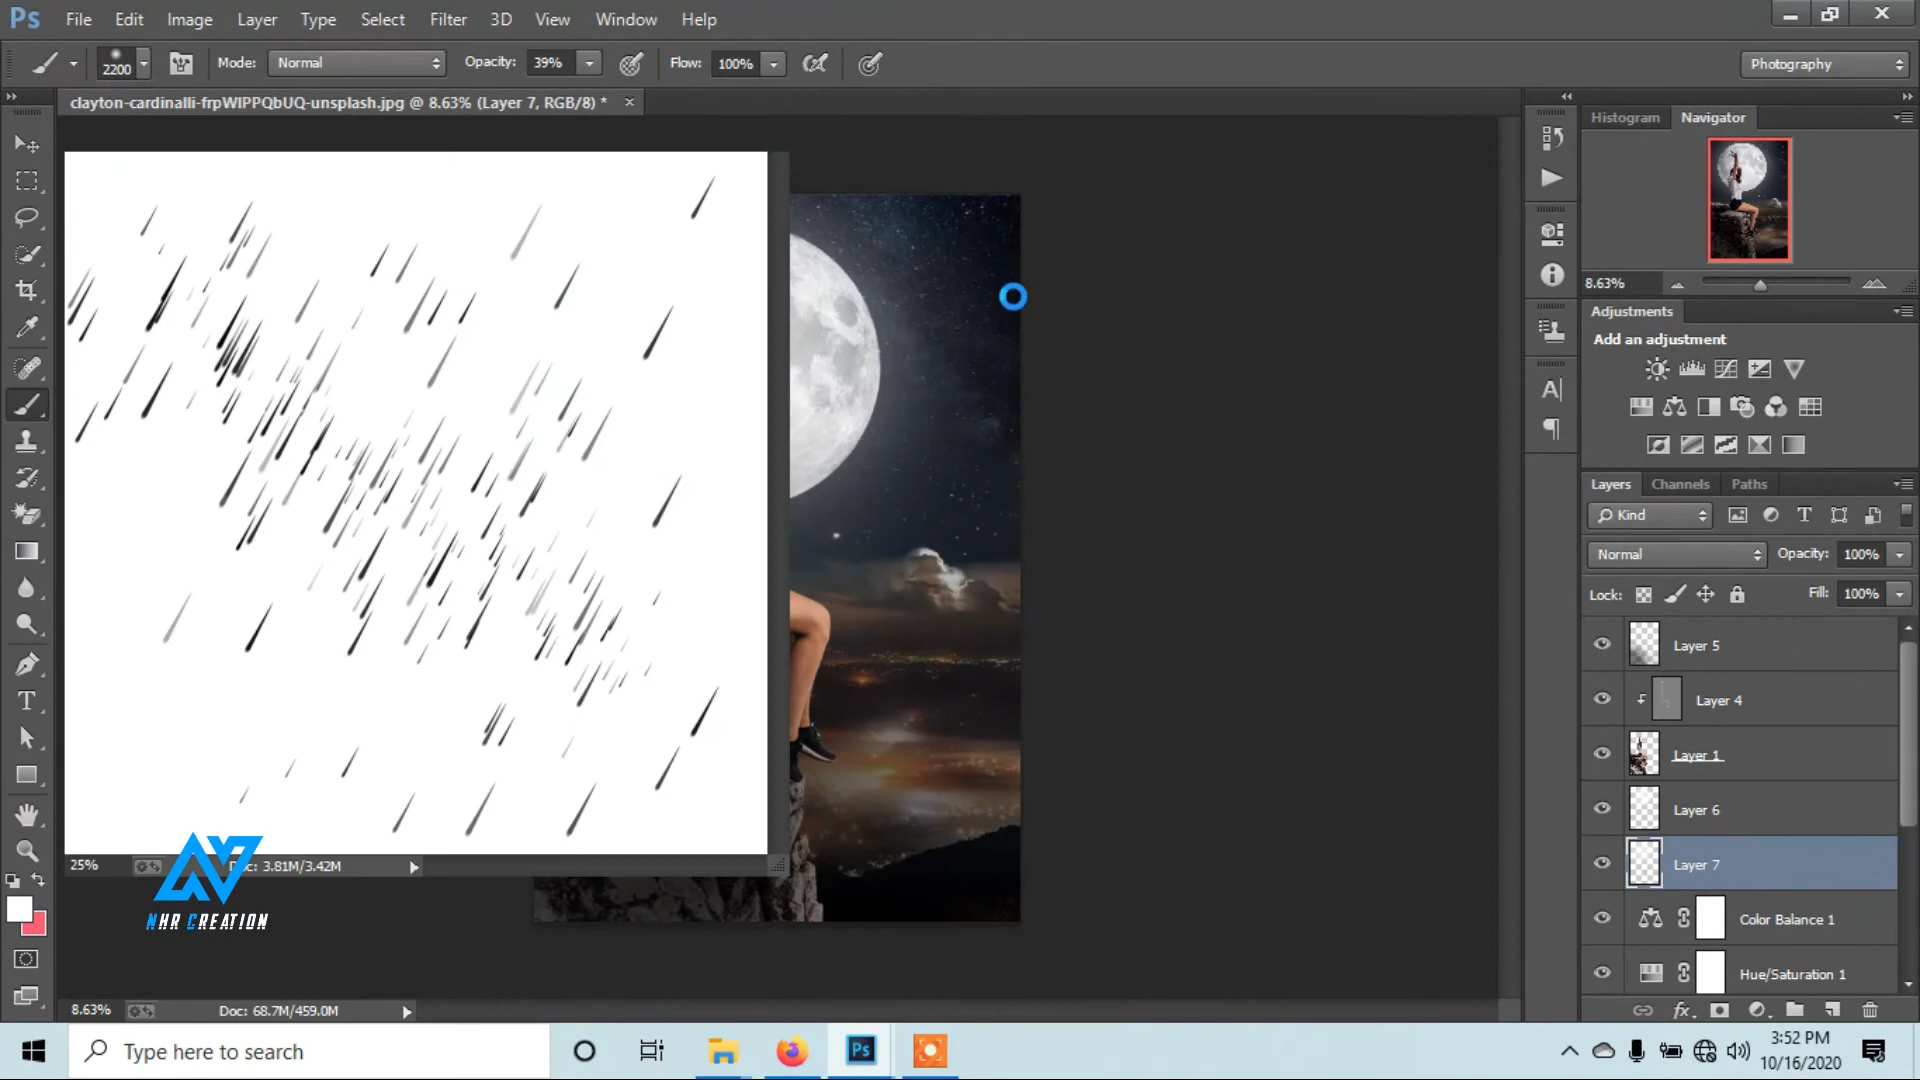 Ps File Edit Image Layer Type Select Filter 3D View Window Help
2200 Mode: Normal Opacity: 39% Flow: 100% Photography
clayton-cardinalli-frpWIPPQbUQ-unsplash.jpg @ 8.63% (Layer 7, RGB/8) *
Histogram Navigator
8.63%
Adjustments
Add an adjustment
Layers Channels Paths
Kind
Normal Opacity: 100%
Lock: Fill: 100%
Layer 5
Layer 4
Layer 1
Layer 6
Layer 7
Color Balance 1
Hue/Saturation 1
25% Doc: 3.81M/3.42M
NHR CREATION
8.63% Doc: 68.7M/459.0M
Type here to search
Ps
3:52 PM
10/16/2020